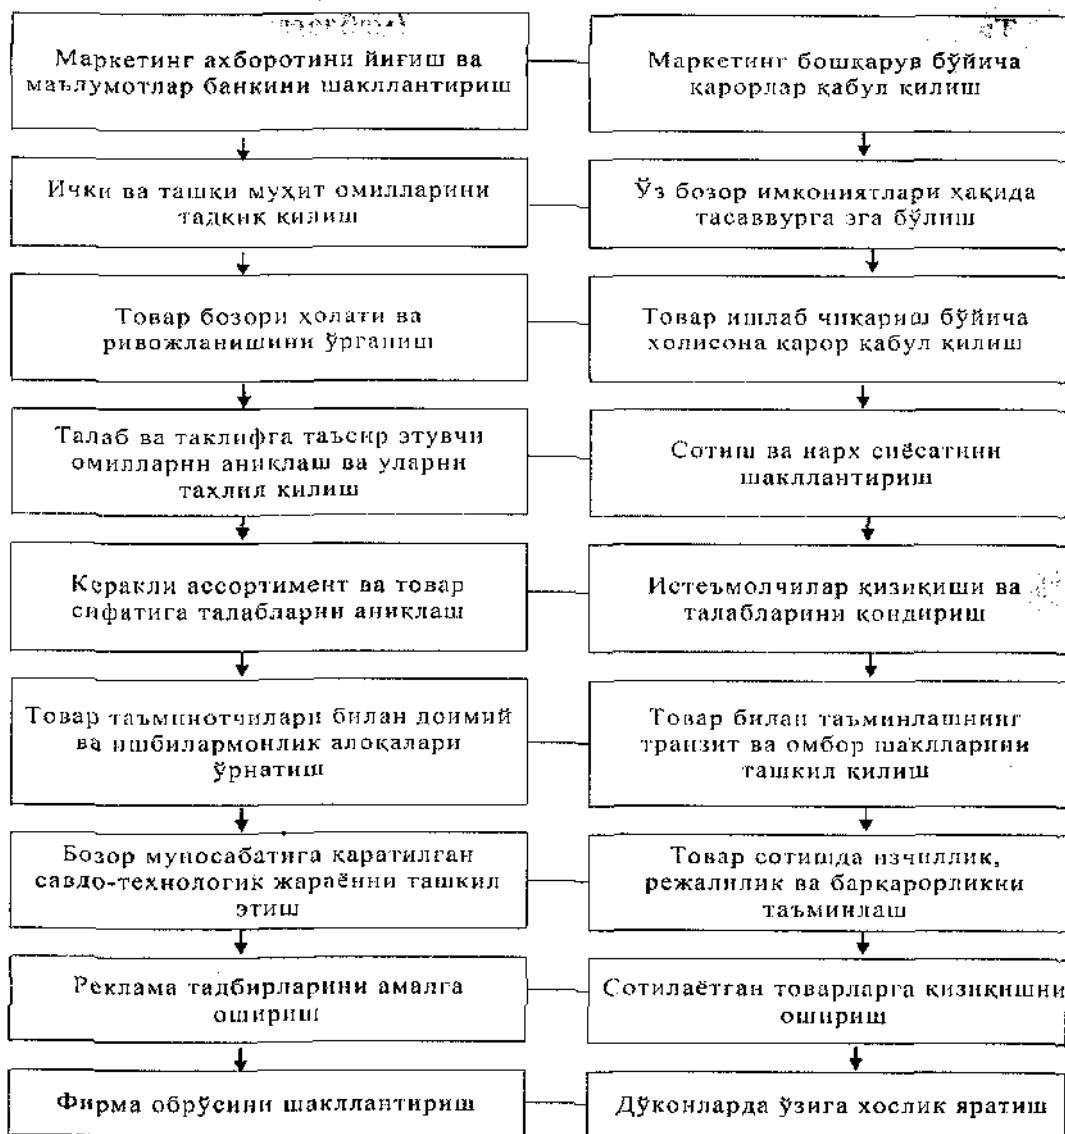 Маркетинг ахборотини йиғиш ва
маълумотлар банкини шакллантириш
Маркетинг бошқарув бўйича
қарорлар қабул қилиш
Ички ва ташқи муҳит омилларини
тадқиқ қилиш
Ўз бозор имкониятлари ҳақида
тасаввурга эга бўлиш
Товар бозори ҳолати ва
ривожланишини ўрганиш
Товар ишлаб чиқариш бўйича
холисона қарор қабул қилиш
Талаб ва таклифга таъсир этувчи
омилларни аниқлаш ва уларни
таҳлил қилиш
Сотиш ва нарх сиёсатини
шакллантириш
Керакли ассортимент ва товар
сифатига талабларни аниқлаш
Истеъмолчилар қизиқиши ва
талабларини қондириш
Товар таъминотчилари билан доимий
ва ишбилармонлик алоқалари
ўрнатиш
Товар билан таъминлашнинг
транзит ва омбор шаклларини
ташкил қилиш
Бозор муносабатига қаратилган
савдо-технологик жараённи ташкил
этиш
Товар сотишда изчиллик,
режалилик ва барқарорликни
таъминлаш
Реклама тадбирларини амалга
ошириш
Сотилаётган товарларга қизиқишни
ошириш
Фирма обрўсини шакллантириш
Дўконларда ўзига хослик яратиш